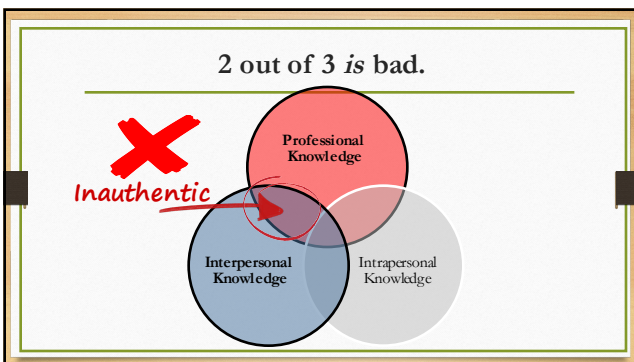 2 out of 3 is bad.
Professional
Knowledge
Inauthentic
Interpersonal
Knowledge
Intrapersonal
Knowledge